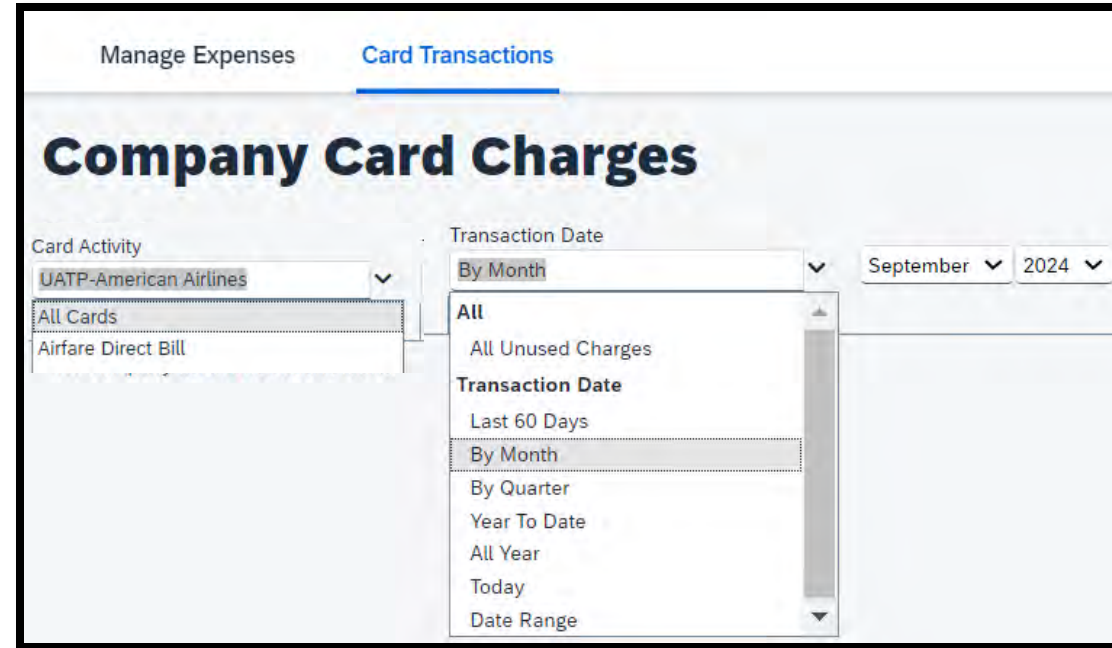 Manage Expenses Card Transactions
Company Card Charges
Card Activity
UATP-American Airlines
All Cards
Airfare Direct Bill
Transaction Date
By Month
September 2024
All
All Unused Charges
Transaction Date
Last 60 Days
By Month
By Quarter
Year To Date
All Year
Today
Date Range